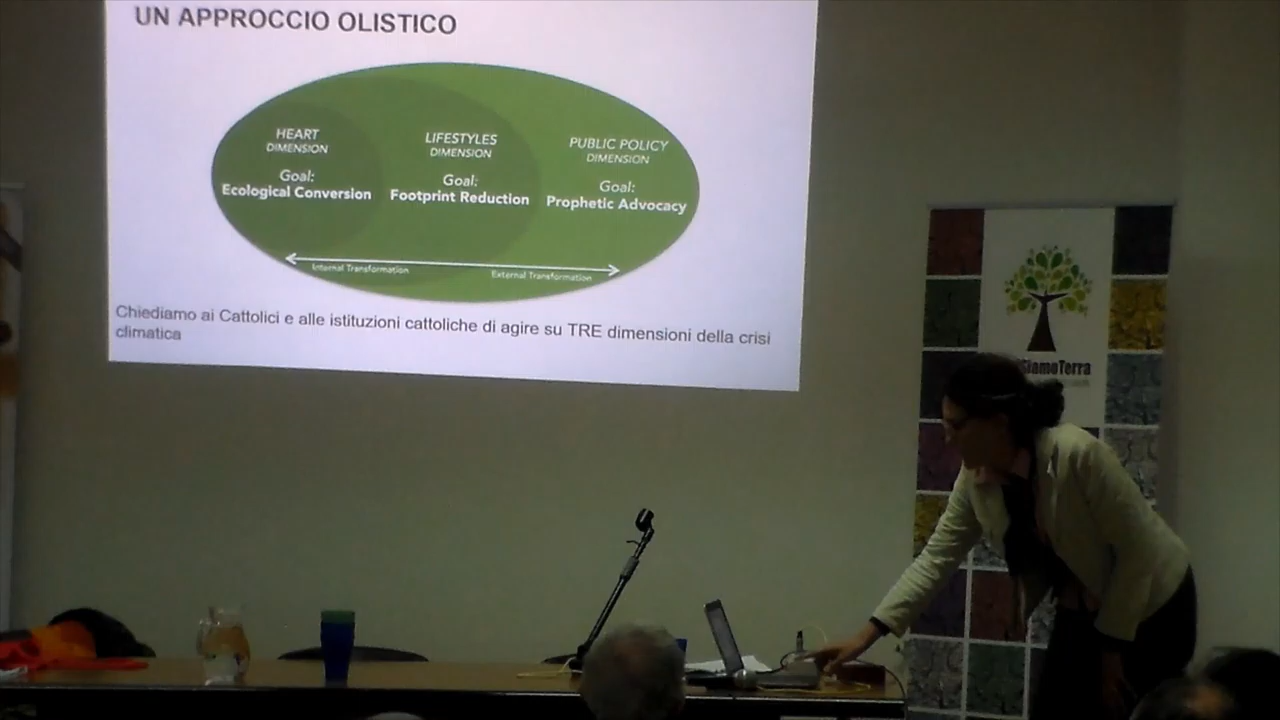 UN APPROCCIO OLISTICO
HEART
DIMENSION
Goal:
Ecological Conversion
LIFESTYLES
DIMENSION
Goal:
Footprint Reduction
PUBLIC POLICY
DIMENSION
Goal:
Prophetic Advocacy
Internal Transformation
External Transformation
Chiediamo ai Cattolici e alle istituzioni cattoliche di agire su TRE dimensioni della crisi
climatica
SiamoTerra